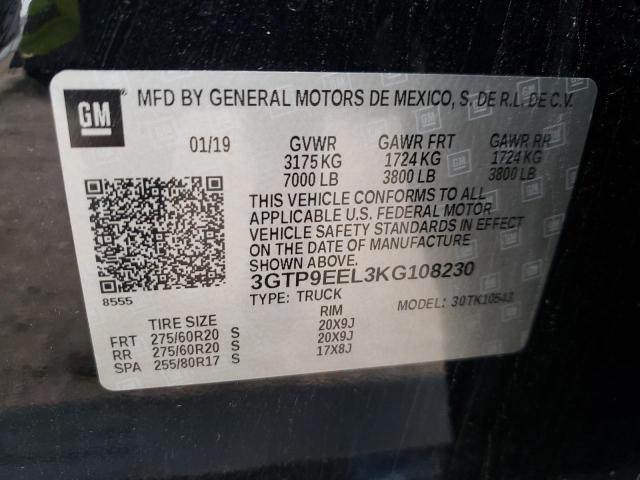 GM
MFD BY GENERAL MOTORS DE MEXICO, S. DE R.L. DE C.V.
01/19 GVWR GAWR FRT GAWR RR
3175 KG 1724 KG 1724 KG
7000 LB 3800 LB 3800 LB
THIS VEHICLE CONFORMS TO ALL
APPLICABLE U.S. FEDERAL MOTOR
VEHICLE SAFETY STANDARDS IN EFFECT
ON THE DATE OF MANUFACTURE
SHOWN ABOVE.
3GTP9EEL3KG108230
8555
TYPE: TRUCK MODEL: 30TK10543
TIRE SIZE RIM
FRT 275/60R20 S 20X9J
RR 275/60R20 S 20X9J
SPA 255/80R17 S 17X8J